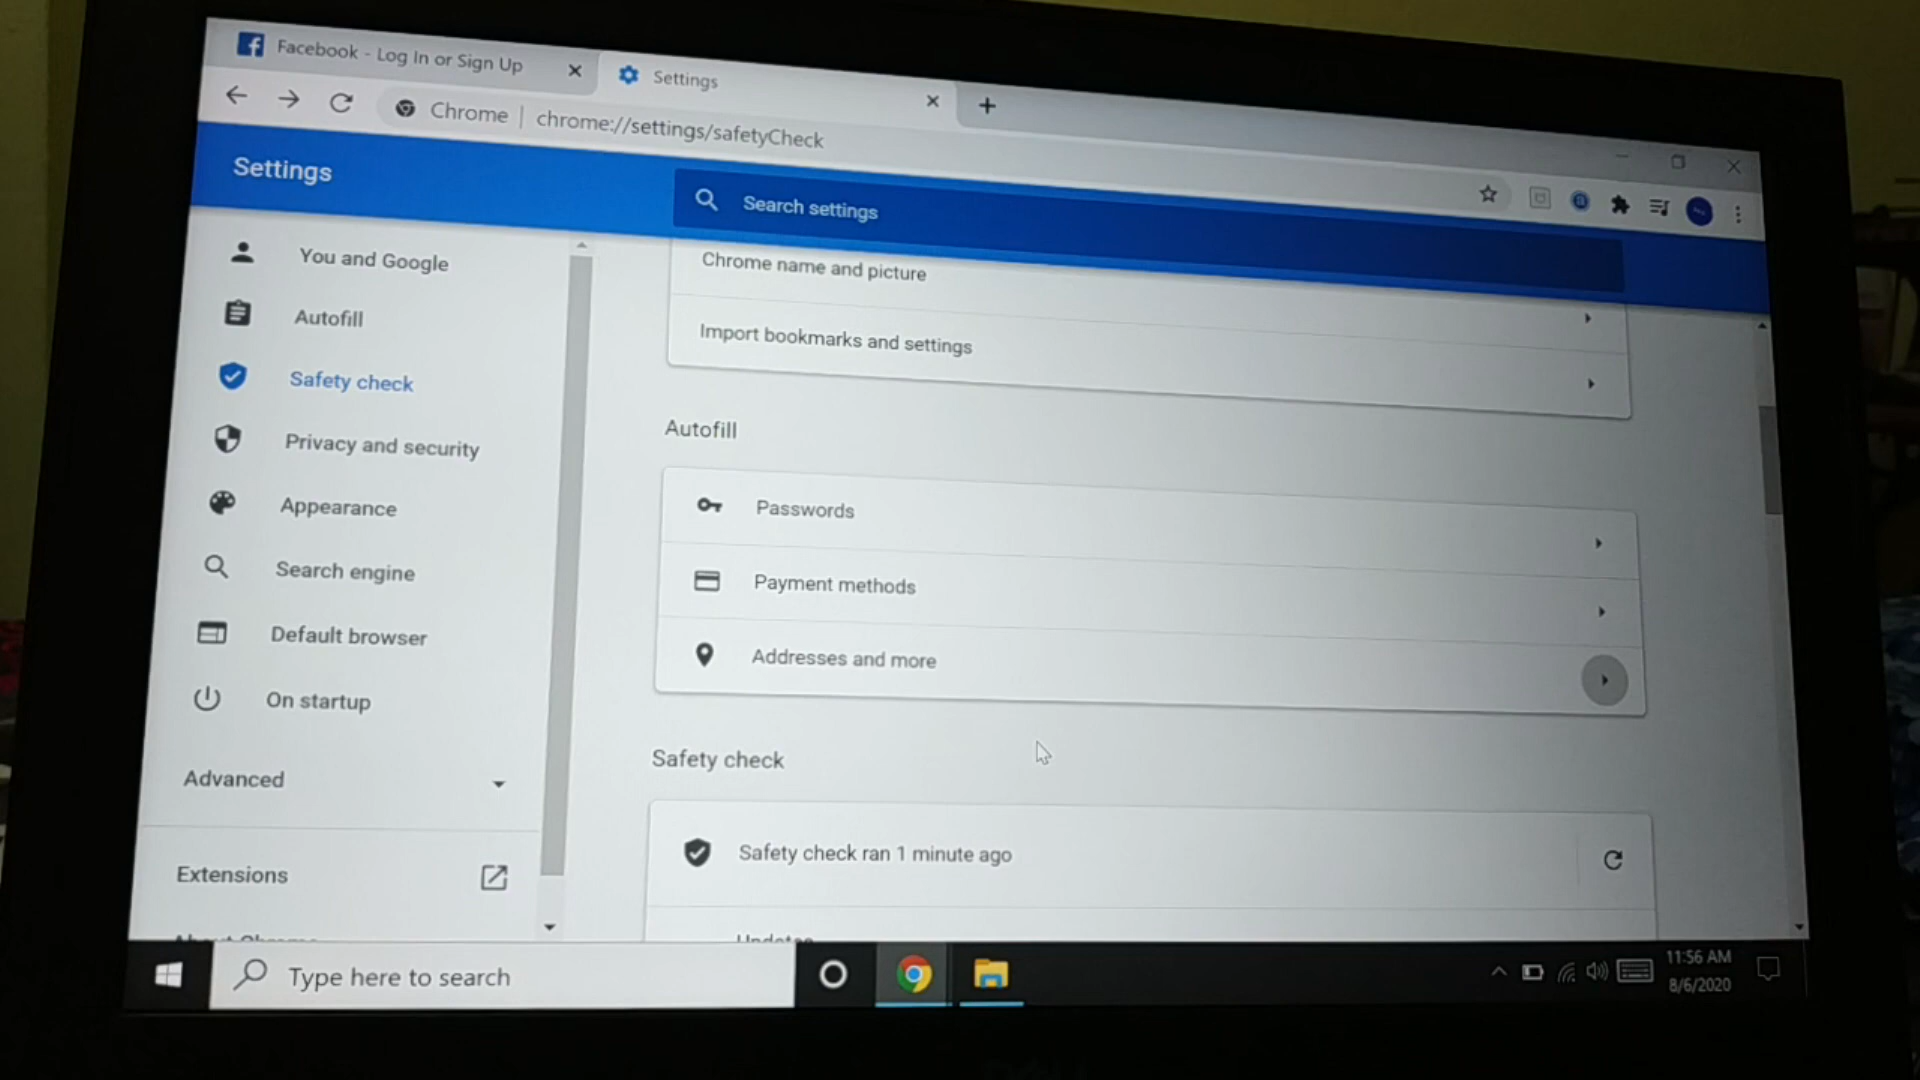 Facebook - Log In or Sign Up
Settings
Chrome | chrome://settings/safetyCheck
Settings
Search settings
You and Google
Autofill
Safety check
Privacy and security
Appearance
Search engine
Default browser
On startup
Advanced
Extensions
About Chrome
Chrome name and picture
Import bookmarks and settings
Autofill
Passwords
Payment methods
Addresses and more
Safety check
Safety check ran 1 minute ago
Updates
Type here to search
11:56 AM
8/6/2020